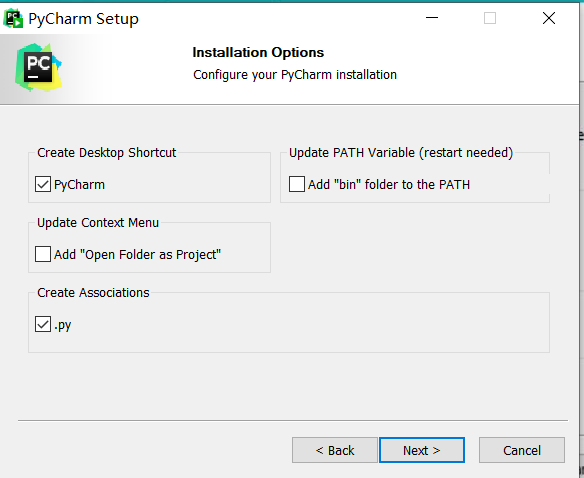 PyCharm Setup
PC
Installation Options
Configure your PyCharm installation
Create Desktop Shortcut
PyCharm
Update PATH Variable (restart needed)
Add "bin" folder to the PATH
Update Context Menu
Add "Open Folder as Project"
Create Associations
.py
< Back
Next >
Cancel